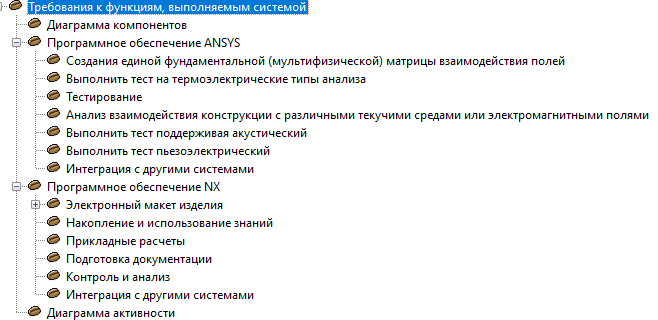 Требования к функциям, выполняемым системой
Диаграмма компонентов
Программное обеспечение ANSYS
Создания единой фундаментальной (мультифизической) матрицы взаимодействия полей
Выполнить тест на термоэлектрические типы анализа
Тестирование
Анализ взаимодействия конструкции с различными текучими средами или электромагнитными полями
Выполнить тест поддерживая акустический
Выполнить тест пьезоэлектрический
Интеграция с другими системами
Программное обеспечение NX
Электронный макет изделия
Накопление и использование знаний
Прикладные расчеты
Подготовка документации
Контроль и анализ
Интеграция с другими системами
Диаграмма активности